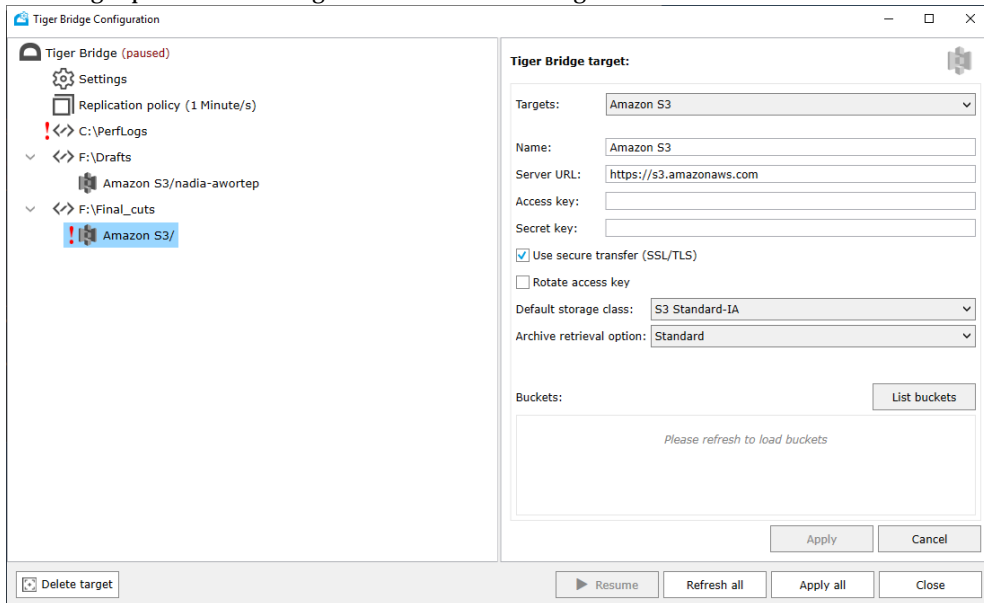 Tiger Bridge Configuration
Tiger Bridge (paused)
Settings
Replication policy (1 Minute/s)
C:\PerfLogs
F:\Drafts
Amazon S3/nadia-awortep
F:\Final_cuts
Amazon S3/
Tiger Bridge target:
Targets: Amazon S3
Name: Amazon S3
Server URL: https://s3.amazonaws.com
Access key:
Secret key:
Use secure transfer (SSL/TLS)
Rotate access key
Default storage class: S3 Standard-IA
Archive retrieval option: Standard
Buckets: List buckets
Please refresh to load buckets
Apply Cancel
Delete target Resume Refresh all Apply all Close